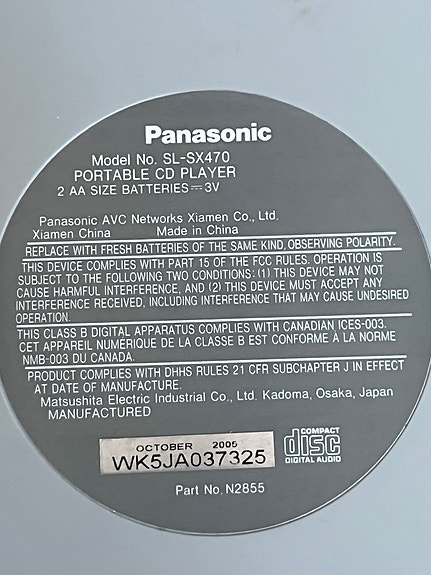 Panasonic
Model No. SL-SX470
PORTABLE CD PLAYER
2 AA SIZE BATTERIES⎓3V
Panasonic AVC Networks Xiamen Co., Ltd.
Xiamen China Made in China
REPLACE WITH FRESH BATTERIES OF THE SAME KIND, OBSERVING POLARITY.
THIS DEVICE COMPLIES WITH PART 15 OF THE FCC RULES. OPERATION IS
SUBJECT TO THE FOLLOWING TWO CONDITIONS: (1) THIS DEVICE MAY NOT
CAUSE HARMFUL INTERFERENCE, AND (2) THIS DEVICE MUST ACCEPT ANY
INTERFERENCE RECEIVED, INCLUDING INTERFERENCE THAT MAY CAUSE UNDESIRED
OPERATION.
THIS CLASS B DIGITAL APPARATUS COMPLIES WITH CANADIAN ICES-003.
CET APPAREIL NUMÉRIQUE DE LA CLASSE B EST CONFORME À LA NORME
NMB-003 DU CANADA.
PRODUCT COMPLIES WITH DHHS RULES 21 CFR SUBCHAPTER J IN EFFECT
AT DATE OF MANUFACTURE.
Matsushita Electric Industrial Co., Ltd. Kadoma, Osaka, Japan
MANUFACTURED
OCTOBER 2005
WK5JA037325
COMPACT
disc
DIGITAL AUDIO
Part No. N2855